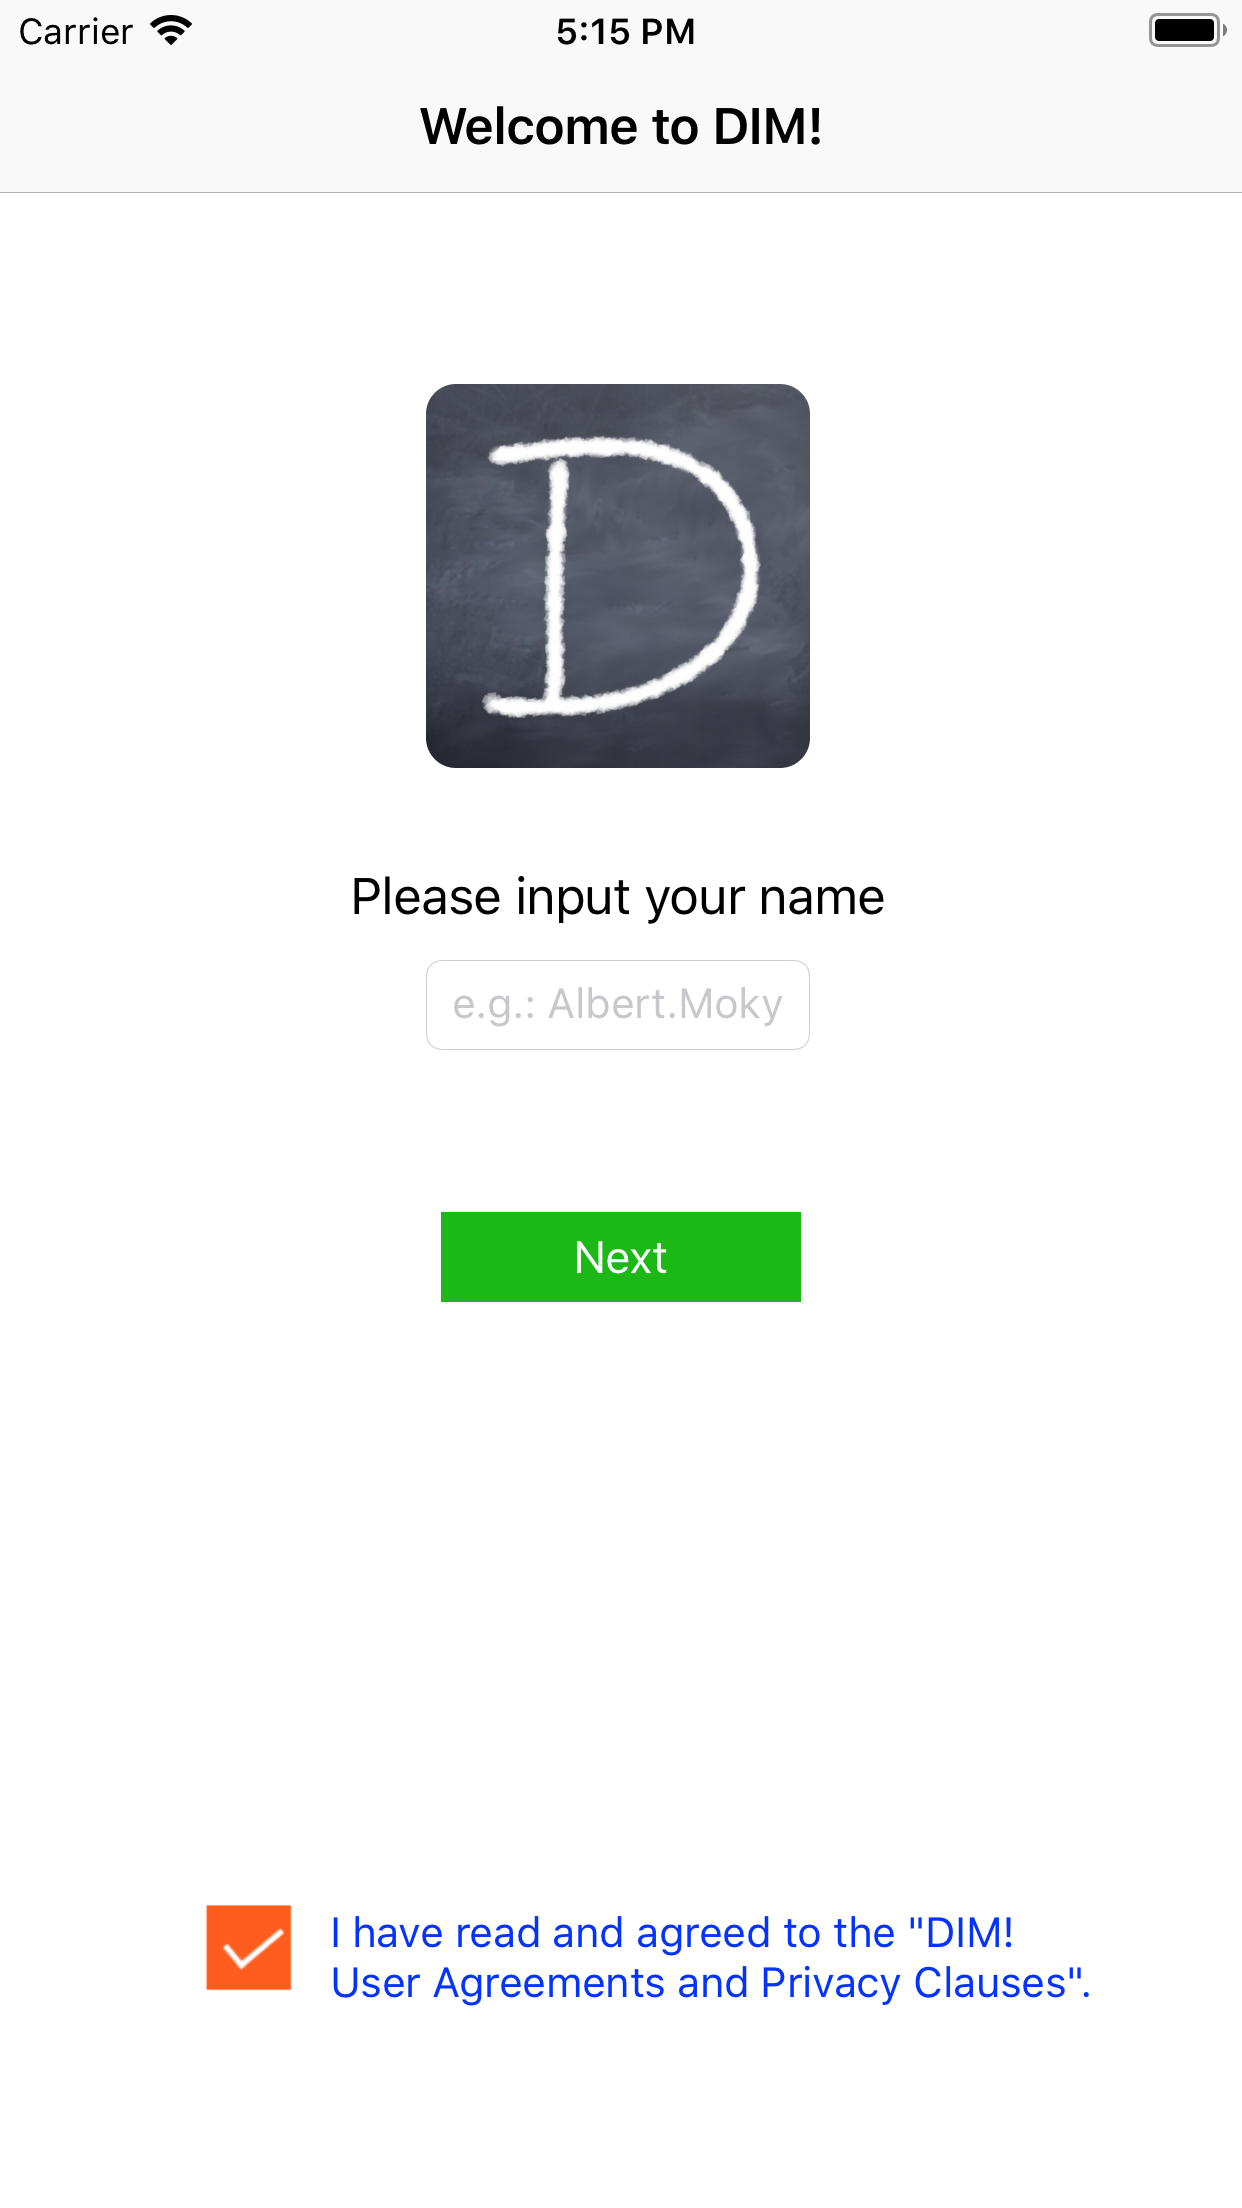 Carrier 5:15 PM
Welcome to DIM!
D
Please input your name
e.g.: Albert.Moky
Next
I have read and agreed to the "DIM!
User Agreements and Privacy Clauses".